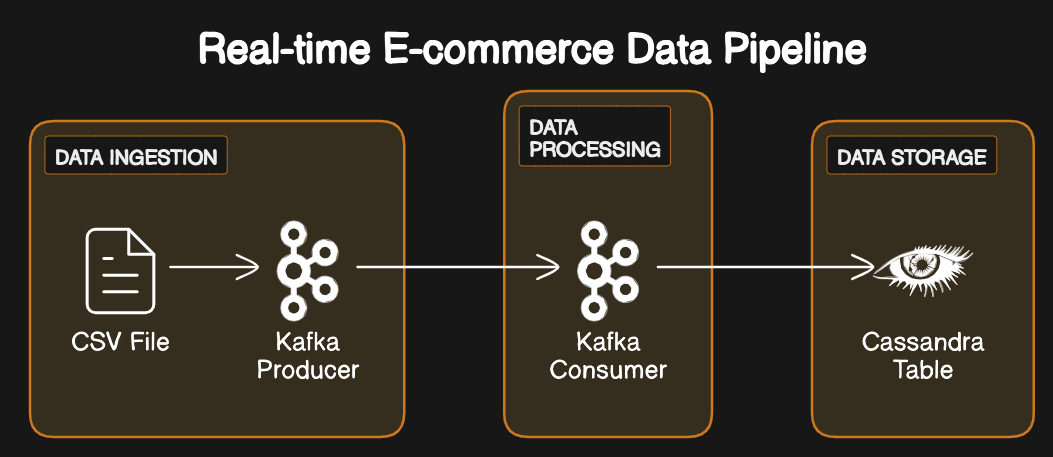 Real-time E-commerce Data Pipeline
DATA INGESTION
CSV File
Kafka
Producer
DATA
PROCESSING
Kafka
Consumer
DATA STORAGE
Cassandra
Table